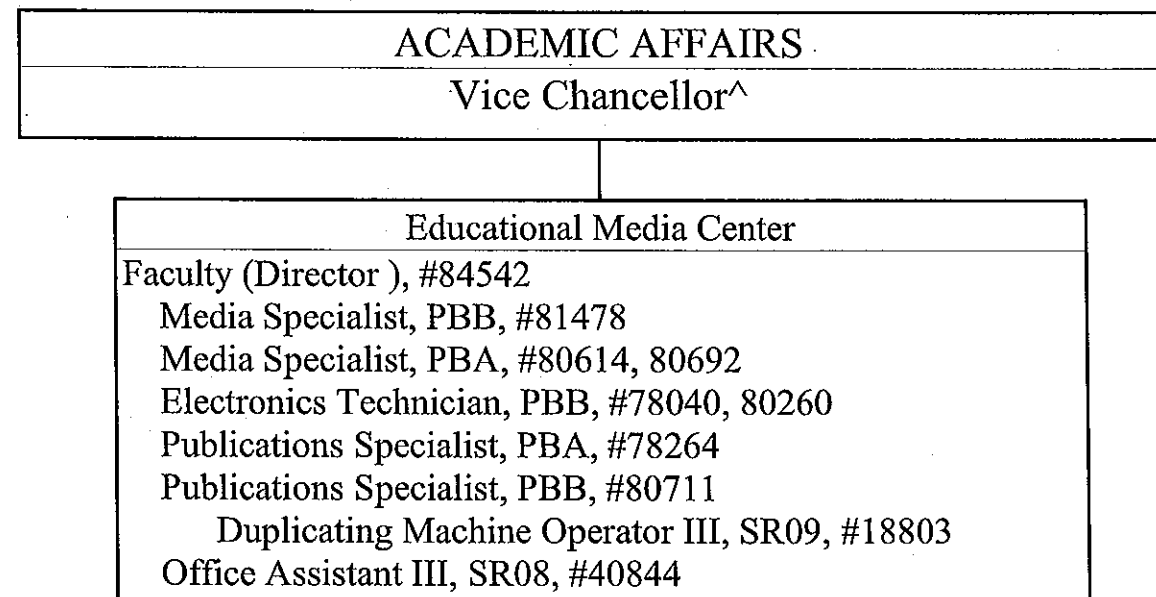 ACADEMIC AFFAIRS
Vice Chancellor^
Educational Media Center
Faculty (Director ), #84542
Media Specialist, PBB, #81478
Media Specialist, PBA, #80614, 80692
Electronics Technician, PBB, #78040, 80260
Publications Specialist, PBA, #78264
Publications Specialist, PBB, #80711
Duplicating Machine Operator III, SR09, #18803
Office Assistant III, SR08, #40844